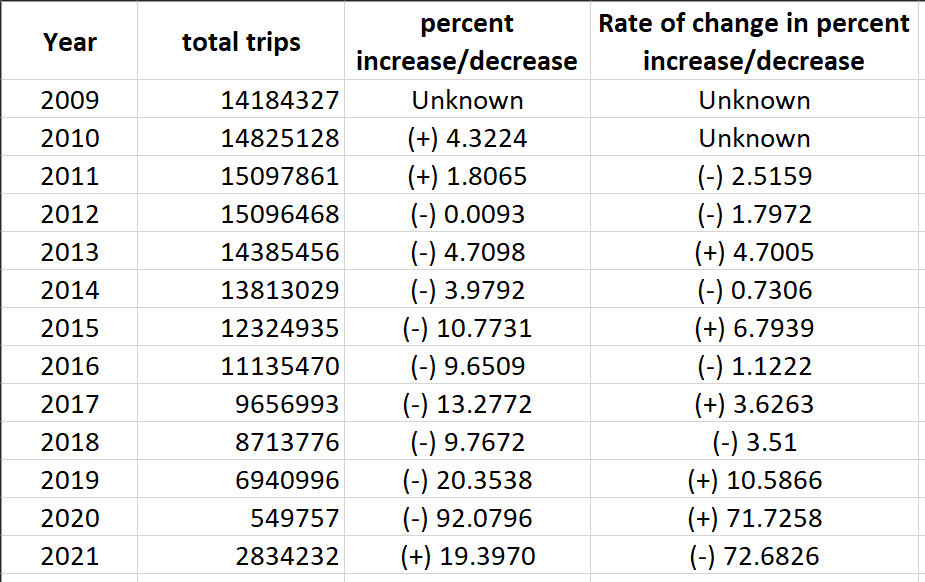 Year total trips percent increase/decrease Rate of change in percent increase/decrease
2009 14184327 Unknown Unknown
2010 14825128 (+) 4.3224 Unknown
2011 15097861 (+) 1.8065 (-) 2.5159
2012 15096468 (-) 0.0093 (-) 1.7972
2013 14385456 (-) 4.7098 (+) 4.7005
2014 13813029 (-) 3.9792 (-) 0.7306
2015 12324935 (-) 10.7731 (+) 6.7939
2016 11135470 (-) 9.6509 (-) 1.1222
2017 9656993 (-) 13.2772 (+) 3.6263
2018 8713776 (-) 9.7672 (-) 3.51
2019 6940996 (-) 20.3538 (+) 10.5866
2020 549757 (-) 92.0796 (+) 71.7258
2021 2834232 (+) 19.3970 (-) 72.6826